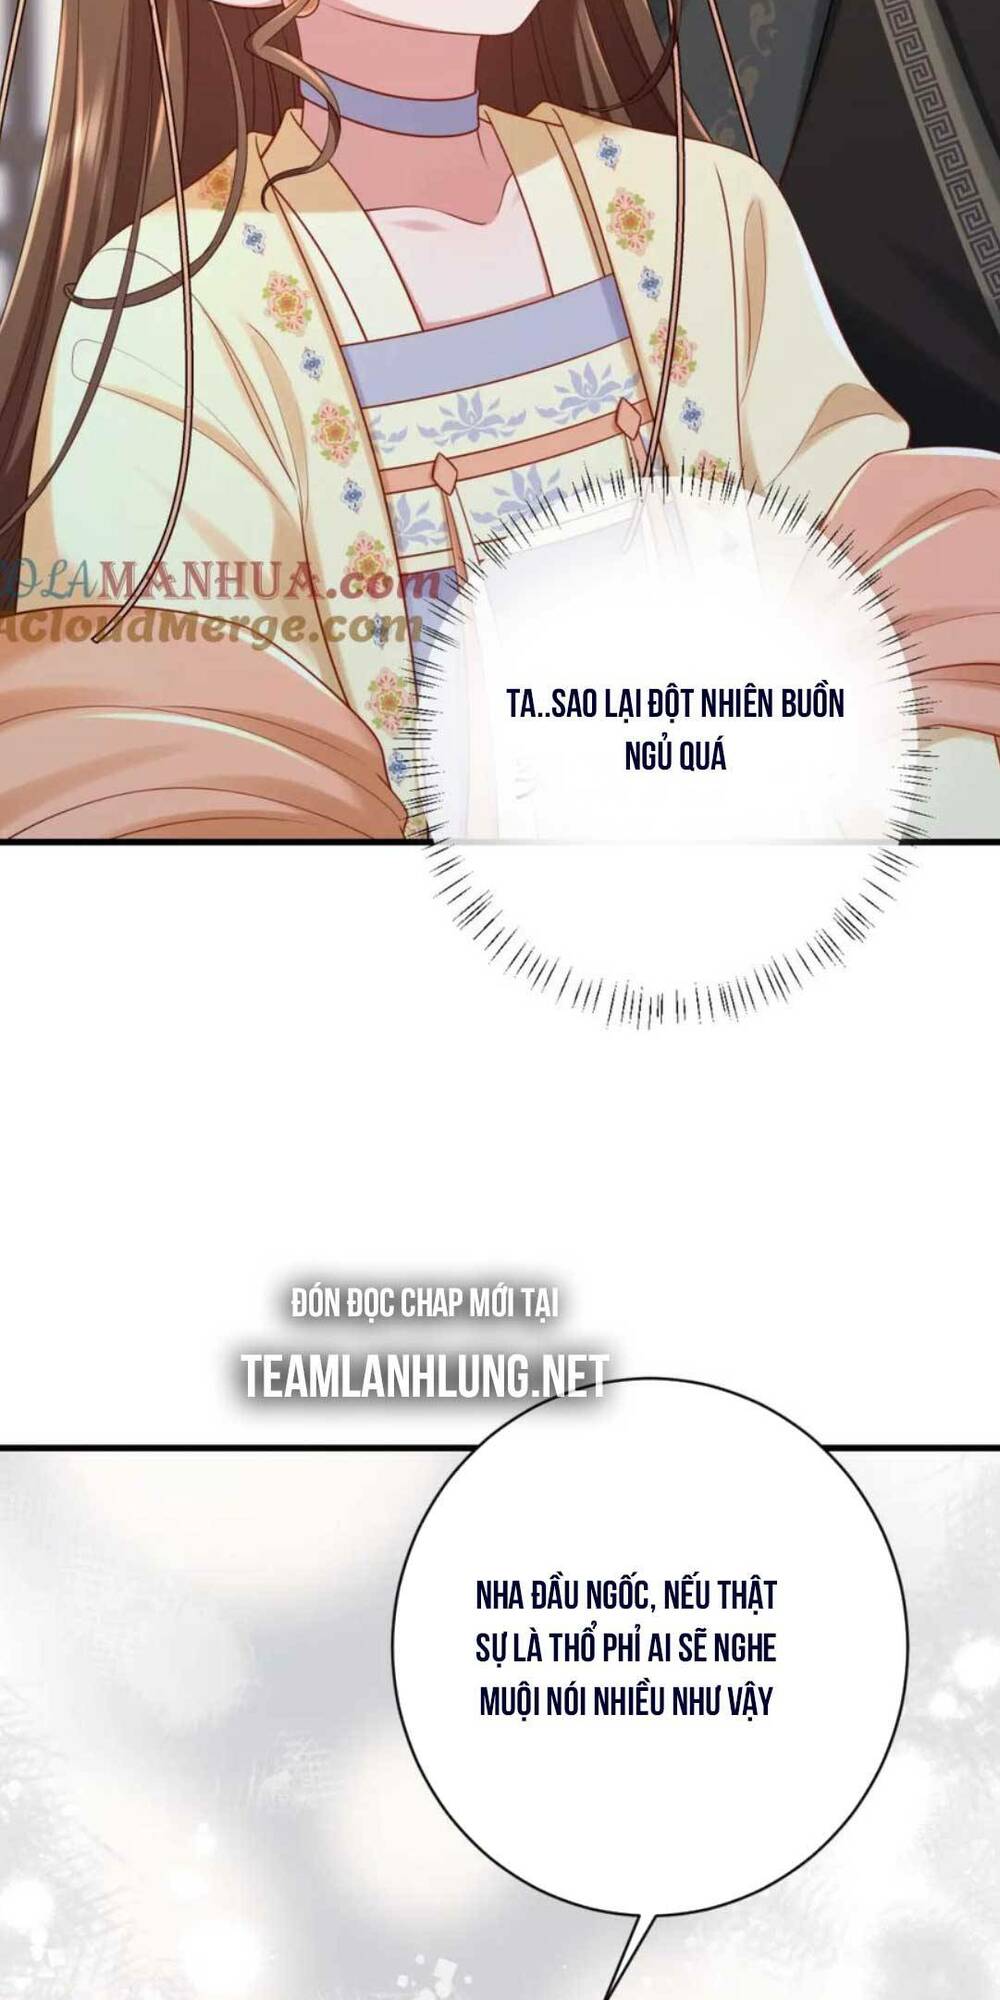 OLAMANHUA.com
ACloudMerge.com
TA..SAO LẠI ĐỘT NHIÊN BUỒN
NGỦ QUÁ
ĐÓN ĐỌC CHAP MỚI TẠI
TEAMLANHLUNG.NET
NHA ĐẦU NGỐC, NẾU THẬT
SỰ LÀ THỔ PHỈ AI SẼ NGHE
MUỘI NÓI NHIỀU NHƯ VẬY